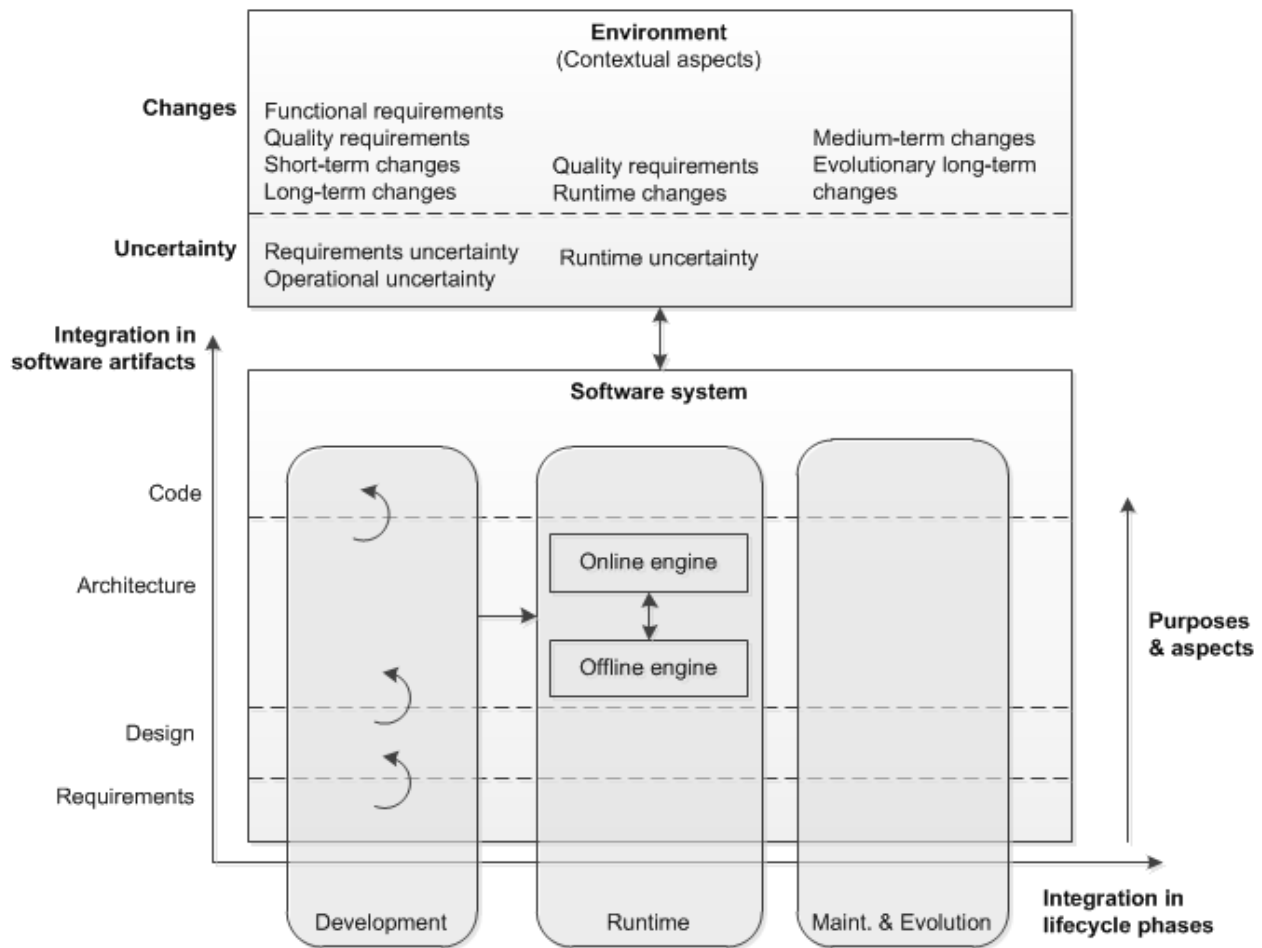 Environment
(Contextual aspects)
Changes
Functional requirements
Quality requirements
Short-term changes
Long-term changes
Quality requirements
Runtime changes
Medium-term changes
Evolutionary long-term
changes
Uncertainty
Requirements uncertainty
Operational uncertainty
Runtime uncertainty
Integration in
software artifacts
Software system
Code
Architecture
Design
Requirements
Online engine
Offline engine
Purposes
& aspects
Development
Runtime
Maint. & Evolution
Integration in
lifecycle phases